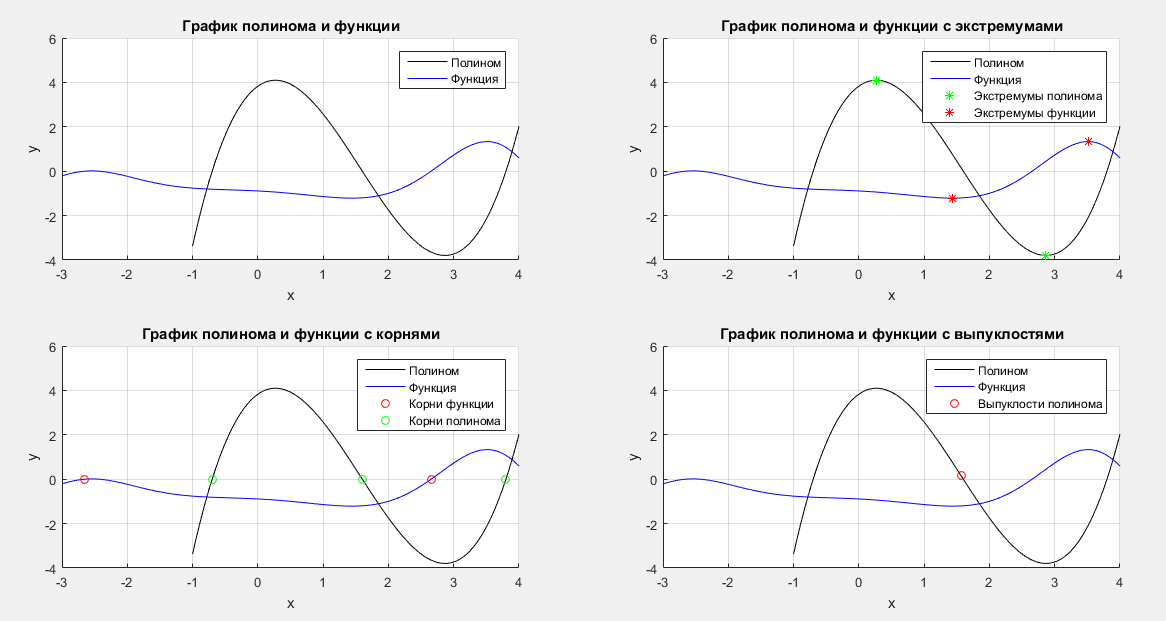 График полинома и функции
6
4
2
0
-2
-4
-3 -2 -1 0 1 2 3 4
x
y
Полином
Функция
График полинома и функции с экстремумами
6
4
2
0
-2
-4
-3 -2 -1 0 1 2 3 4
x
y
Полином
Функция
Экстремумы полинома
Экстремумы функции
График полинома и функции с корнями
6
4
2
0
-2
-4
-3 -2 -1 0 1 2 3 4
x
y
Полином
Функция
Корни функции
Корни полинома
График полинома и функции с выпуклостями
6
4
2
0
-2
-4
-3 -2 -1 0 1 2 3 4
x
y
Полином
Функция
Выпуклости полинома